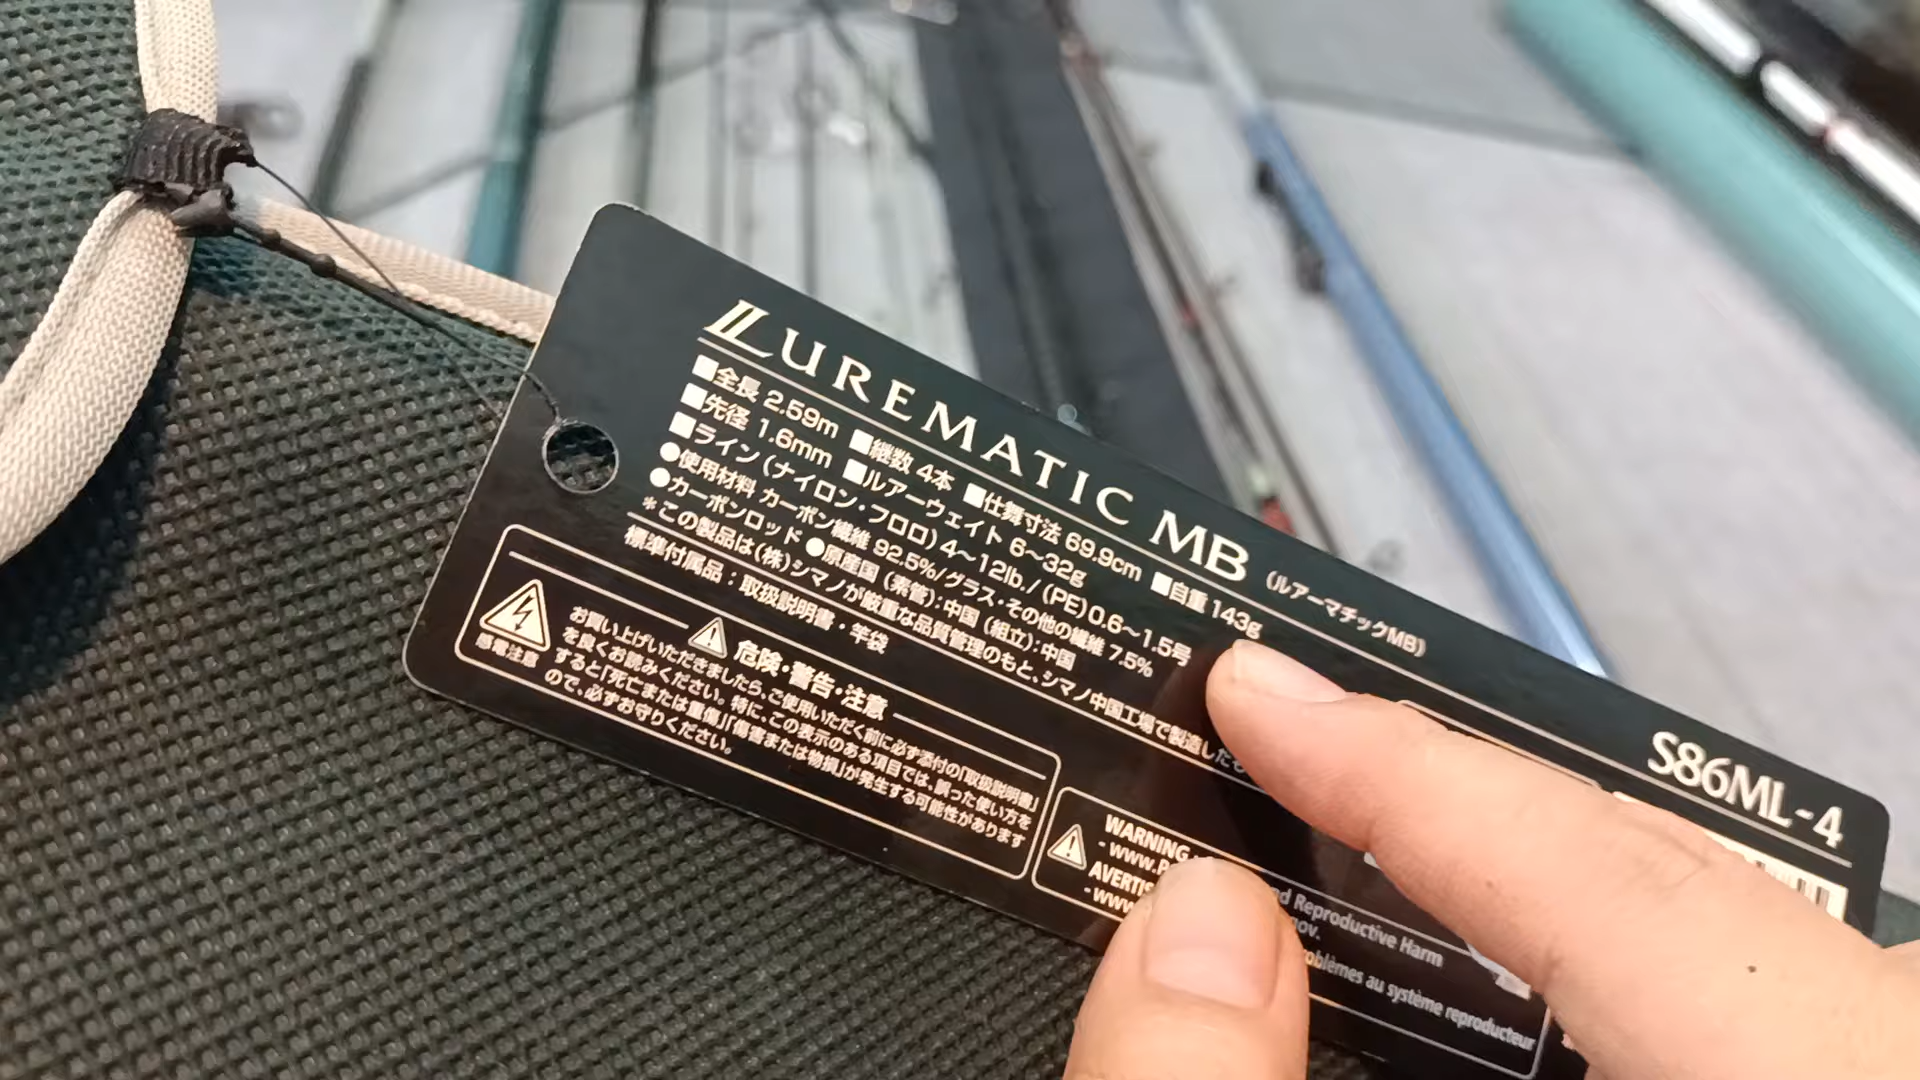 LUREMATIC MB (ルアーマチックMB)
S86ML-4
■全長 2.59m ■継数 4本 ■仕舞寸法 69.9cm ■自重 143g
■先径 1.6mm ■ルアーウェイト 6〜32g
■ライン(ナイロン・フロロ) 4〜12lb. / (PE) 0.6〜1.5号
●使用材料 カーボン繊維 92.5%/グラス・その他の繊維 7.5%
●カーボンロッド ●原産国 (素管):中国 (組立):中国
*この製品は(株)シマノが厳重な品質管理のもと、シマノ中国工場で製造した
標準付属品:取扱説明書・竿袋
感電注意
危険・警告・注意
お買い上げいただきましたら、ご使用いただく前に必ず添付の「取扱説明書」
を良くお読みください。特に、この表示のある項目では、誤った使い方を
すると「死亡または重傷」「傷害または物損」が発生する可能性があります
ので、必ずお守りください。
WARNING
Reproductive Harm
- www.
gov.
au système reproducteur
- www